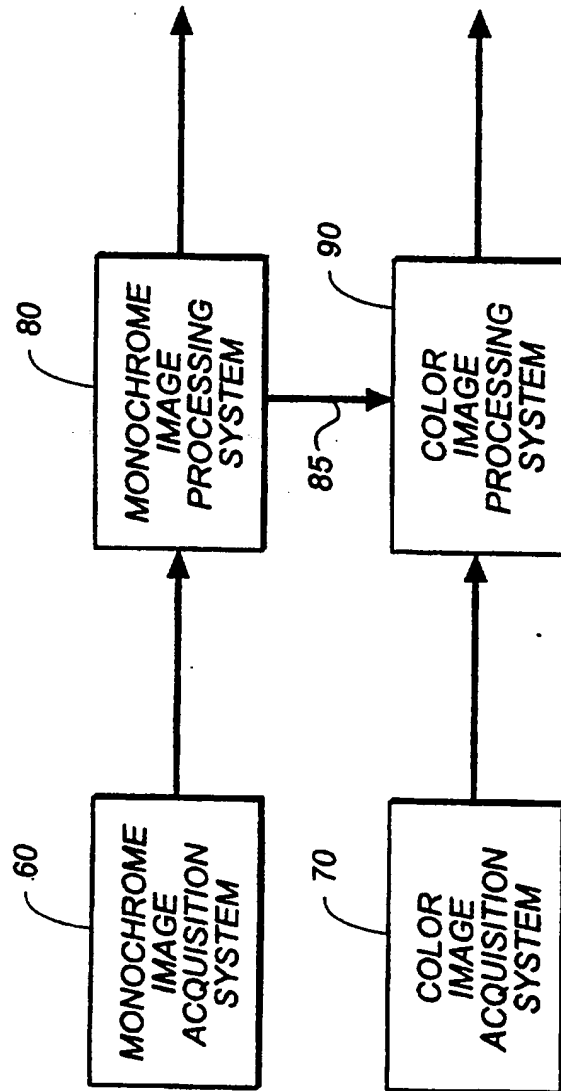 60
MONOCHROME
IMAGE
ACQUISITION
SYSTEM
80
MONOCHROME
IMAGE
PROCESSING
SYSTEM
85
70
COLOR
IMAGE
ACQUISITION
SYSTEM
90
COLOR
IMAGE
PROCESSING
SYSTEM